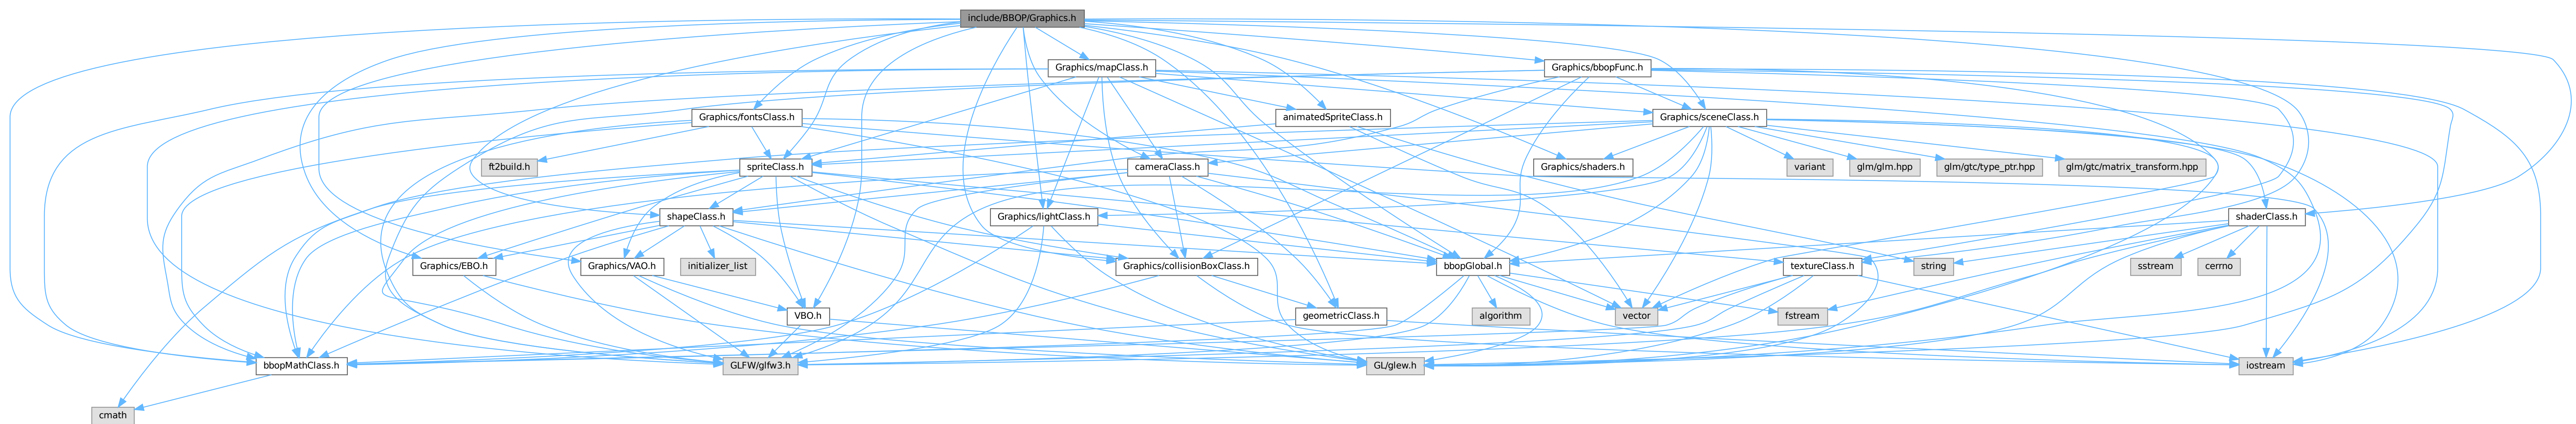 include/BBOP/Graphics.h
Graphics/mapClass.h
Graphics/bbopFunc.h
Graphics/fontsClass.h
animatedSpriteClass.h
Graphics/sceneClass.h
ft2build.h
spriteClass.h
cameraClass.h
Graphics/shaders.h
variant
glm/glm.hpp
glm/gtc/type_ptr.hpp
glm/gtc/matrix_transform.hpp
shapeClass.h
Graphics/lightClass.h
shaderClass.h
Graphics/EBO.h
Graphics/VAO.h
initializer_list
Graphics/collisionBoxClass.h
bbopGlobal.h
textureClass.h
string
sstream
cerrno
VBO.h
geometricClass.h
algorithm
vector
fstream
bbopMathClass.h
GLFW/glfw3.h
GL/glew.h
iostream
cmath